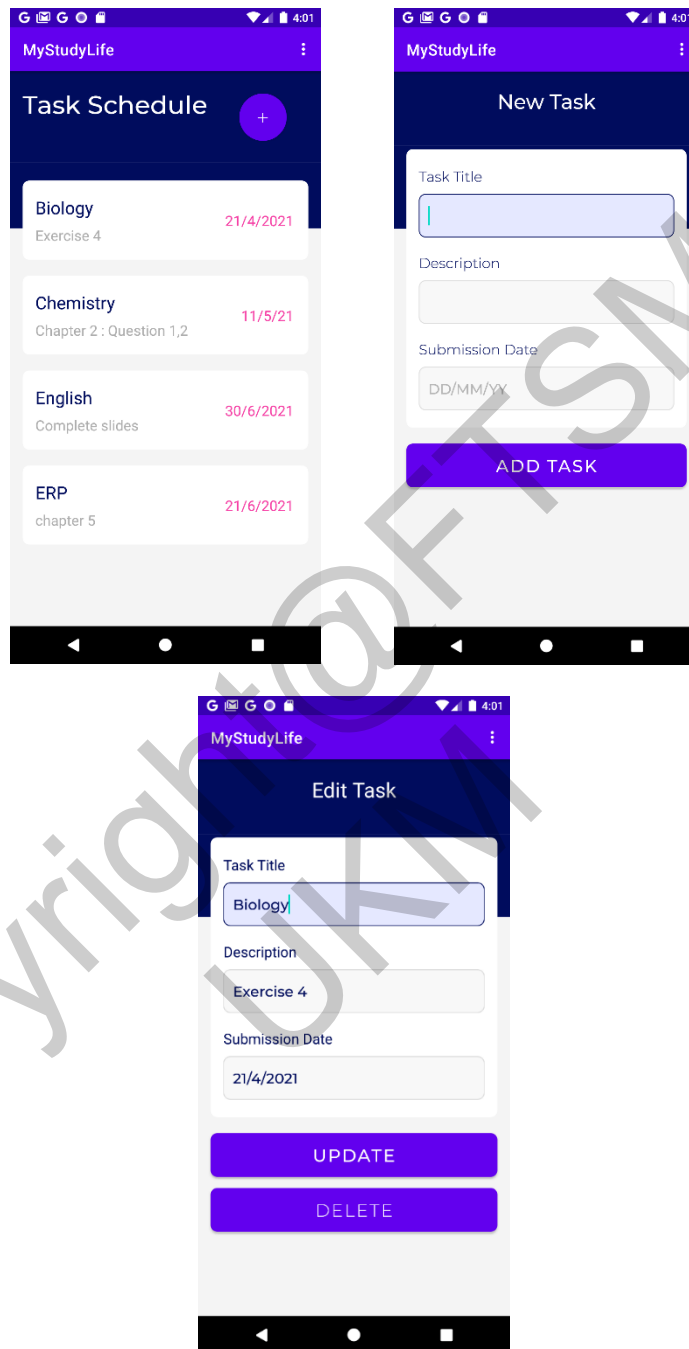 4:01
MyStudyLife
Task Schedule
+
Biology
Exercise 4
21/4/2021
Chemistry
Chapter 2 : Question 1,2
11/5/21
English
Complete slides
30/6/2021
ERP
chapter 5
21/6/2021
4:01
MyStudyLife
New Task
Task Title
Description
Submission Date
DD/MM/YY
ADD TASK
4:01
MyStudyLife
Edit Task
Task Title
Biology
Description
Exercise 4
Submission Date
21/4/2021
UPDATE
DELETE
yright@FTSM
UKM